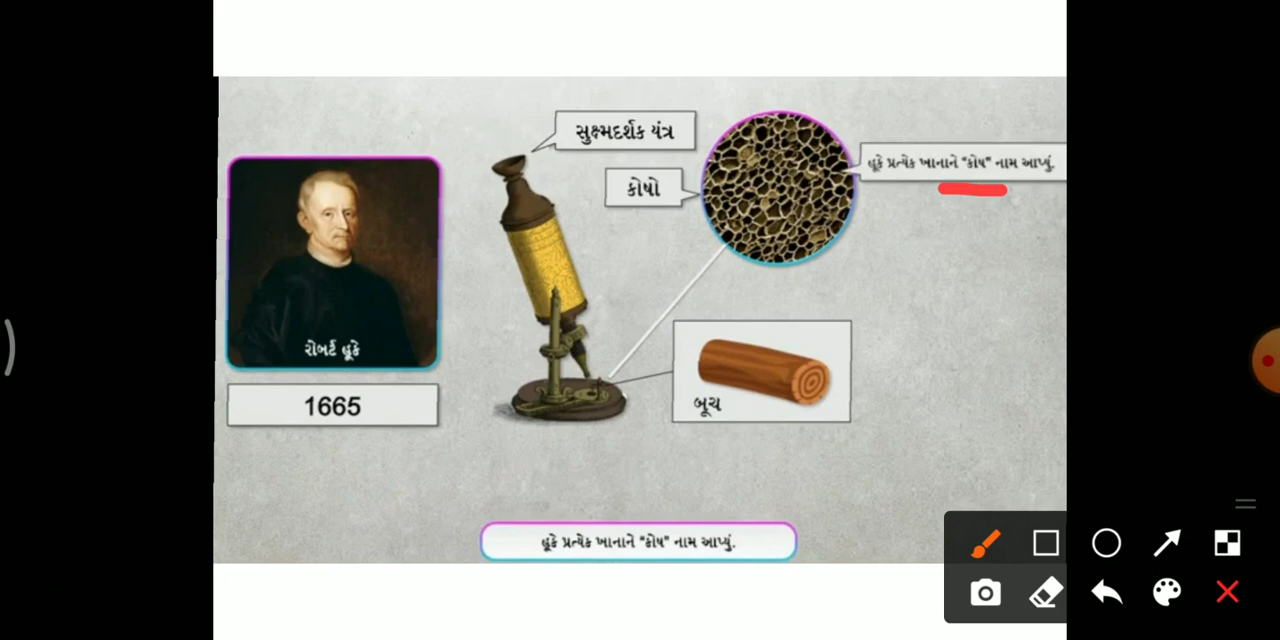 સુક્ષ્મદર્શક યંત્ર
કોષો
હૂકે પ્રત્યેક ખાનાને "કોષ" નામ આપ્યું.
રોબર્ટ હૂકે
1665
બૂચ
હૂકે પ્રત્યેક ખાનાને "કોષ" નામ આપ્યું.